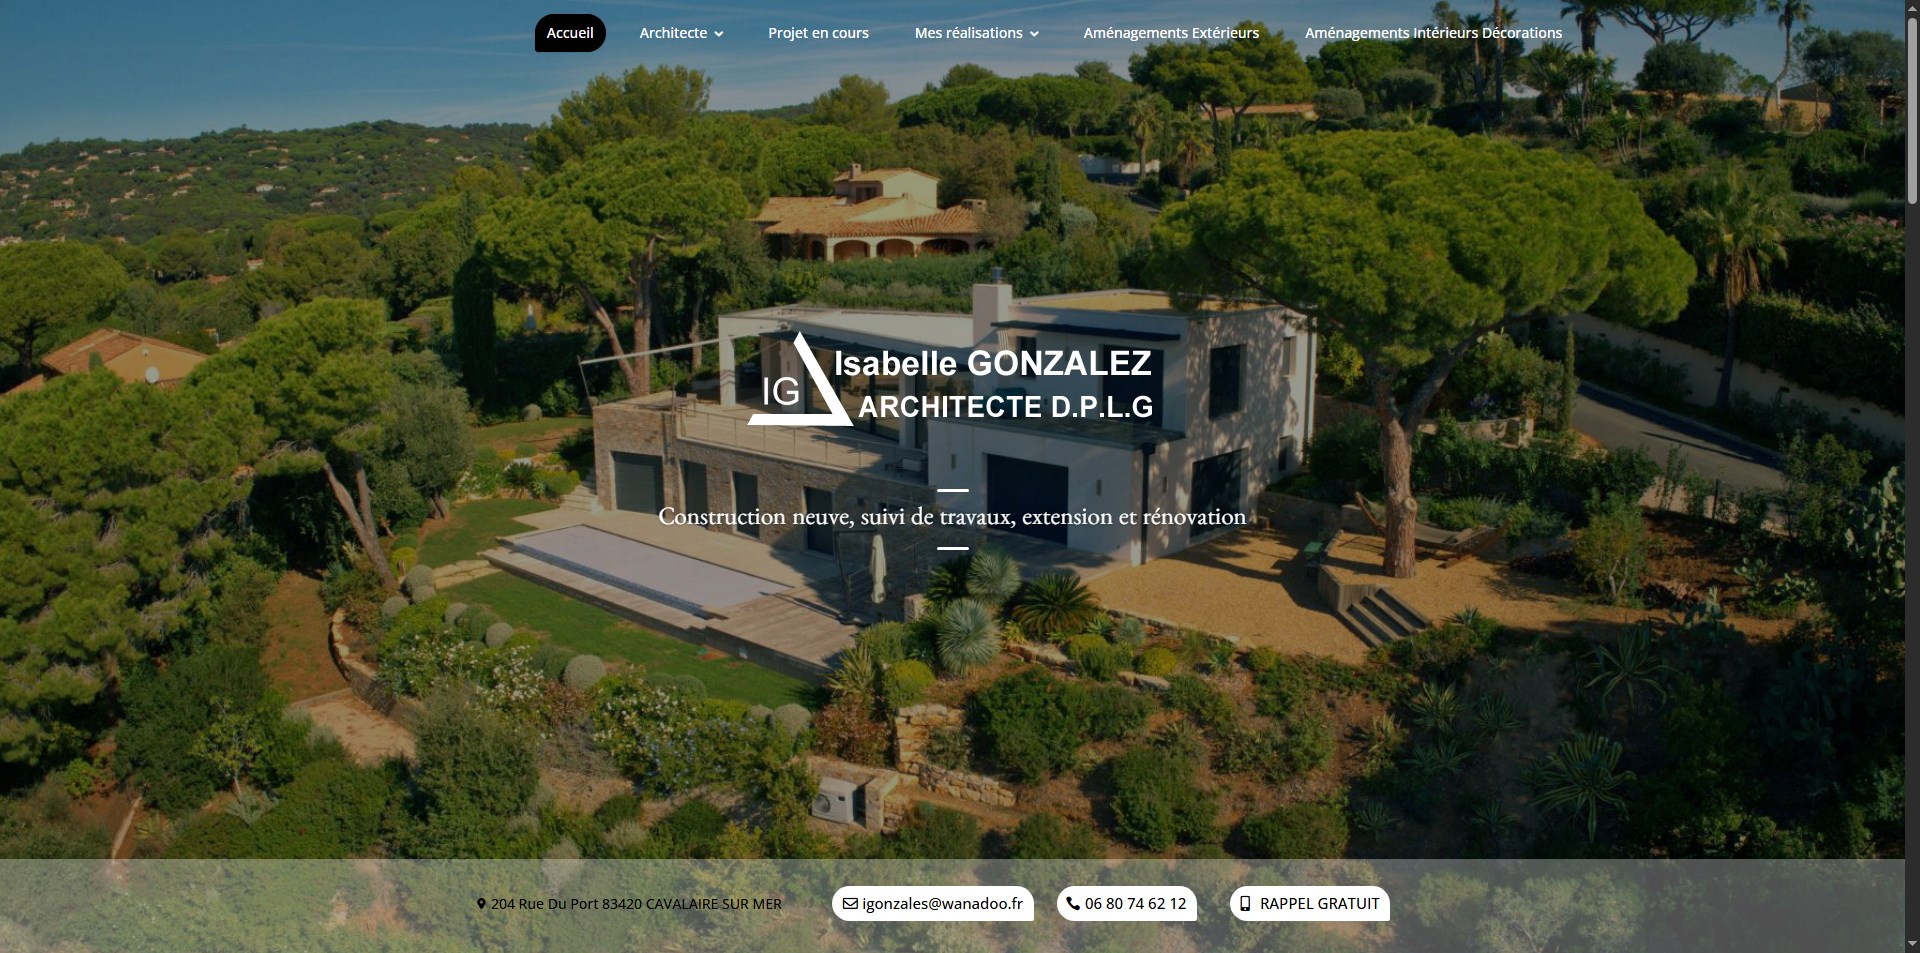 Accueil
Architecte
Projet en cours
Mes réalisations
Aménagements Extérieurs
Aménagements Intérieurs Décorations
IG
Isabelle GONZALEZ
ARCHITECTE D.P.L.G
Construction neuve, suivi de travaux, extension et rénovation
204 Rue Du Port 83420 CAVALAIRE SUR MER
igonzales@wanadoo.fr
06 80 74 62 12
RAPPEL GRATUIT